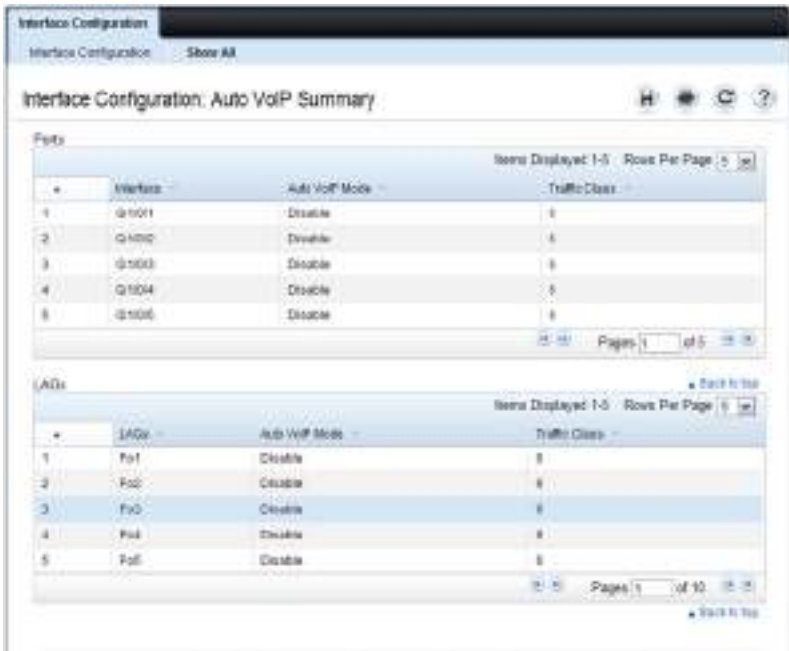 Interface Configuration
Interface Configuration Show All
Interface Configuration: Auto VoIP Summary
Ports
Items Displayed 1-5 Rows Per Page 5
Interface Auto VoIP Mode Traffic Class
1 Disable
2 Disable
3 Disable
4 Disable
5 Disable
Pages 1 of 5
LAGs
Back to top
Items Displayed 1-5 Rows Per Page 5
LAGs Auto VoIP Mode Traffic Class
1 Po1 Disable
2 Po2 Disable
3 Po3 Disable
4 Po4 Disable
5 Po5 Disable
Pages 1 of 10
Back to top